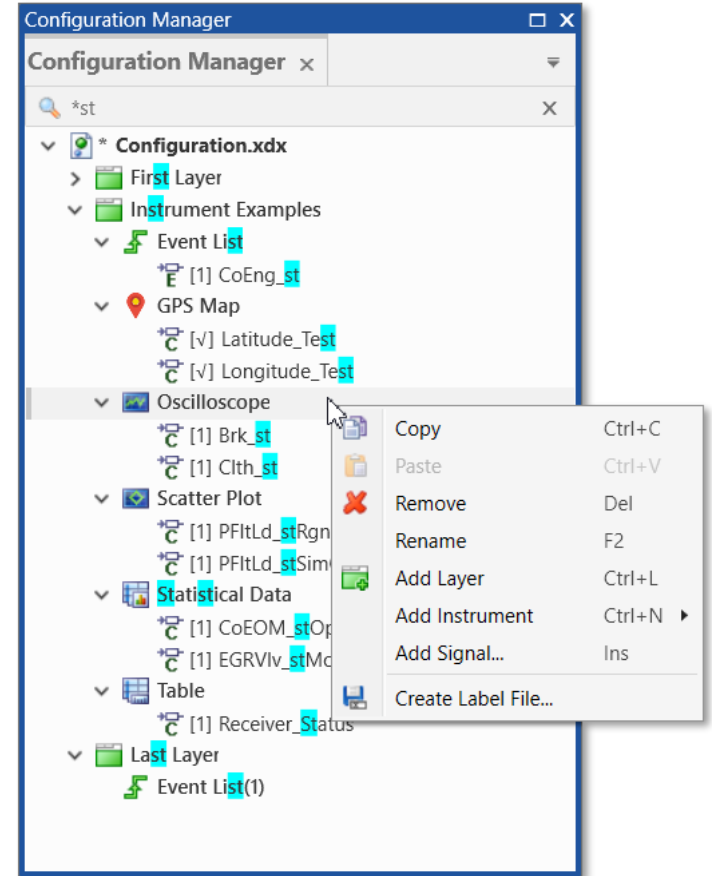 Configuration Manager
Configuration Manager
*st
* Configuration.xdx
First Layer
Instrument Examples
Event List
[1] CoEng_st
GPS Map
[√] Latitude_Test
[√] Longitude_Test
Oscilloscope
[1] Brk_st
[1] Clth_st
Scatter Plot
[1] PFltLd_stRgn
[1] PFltLd_stSim
Statistical Data
[1] CoEOM_stOp
[1] EGRVlv_stMo
Table
[1] Receiver_Status
Last Layer
Event List(1)
Copy Ctrl+C
Paste Ctrl+V
Remove Del
Rename F2
Add Layer Ctrl+L
Add Instrument Ctrl+N
Add Signal... Ins
Create Label File...